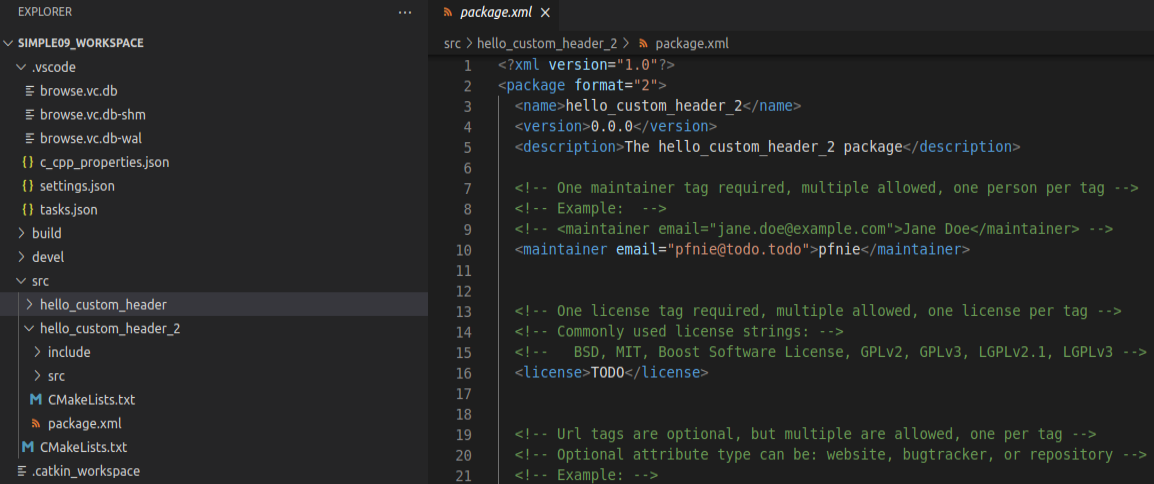 EXPLORER
SIMPLE09_WORKSPACE
.vscode
browse.vc.db
browse.vc.db-shm
browse.vc.db-wal
{} c_cpp_properties.json
{} settings.json
{} tasks.json
build
devel
src
hello_custom_header
hello_custom_header_2
include
src
M CMakeLists.txt
package.xml
M CMakeLists.txt
.catkin_workspace
package.xml
src > hello_custom_header_2 > package.xml
1 <?xml version="1.0"?>
2 <package format="2">
3 <name>hello_custom_header_2</name>
4 <version>0.0.0</version>
5 <description>The hello_custom_header_2 package</description>
6
7 <!-- One maintainer tag required, multiple allowed, one person per tag -->
8 <!-- Example:  -->
9 <!-- <maintainer email="jane.doe@example.com">Jane Doe</maintainer> -->
10 <maintainer email="pfnie@todo.todo">pfnie</maintainer>
11
12
13 <!-- One license tag required, multiple allowed, one license per tag -->
14 <!-- Commonly used license strings: -->
15 <!--   BSD, MIT, Boost Software License, GPLv2, GPLv3, LGPLv2.1, LGPLv3 -->
16 <license>TODO</license>
17
18
19 <!-- Url tags are optional, but multiple are allowed, one per tag -->
20 <!-- Optional attribute type can be: website, bugtracker, or repository -->
21 <!-- Example: -->